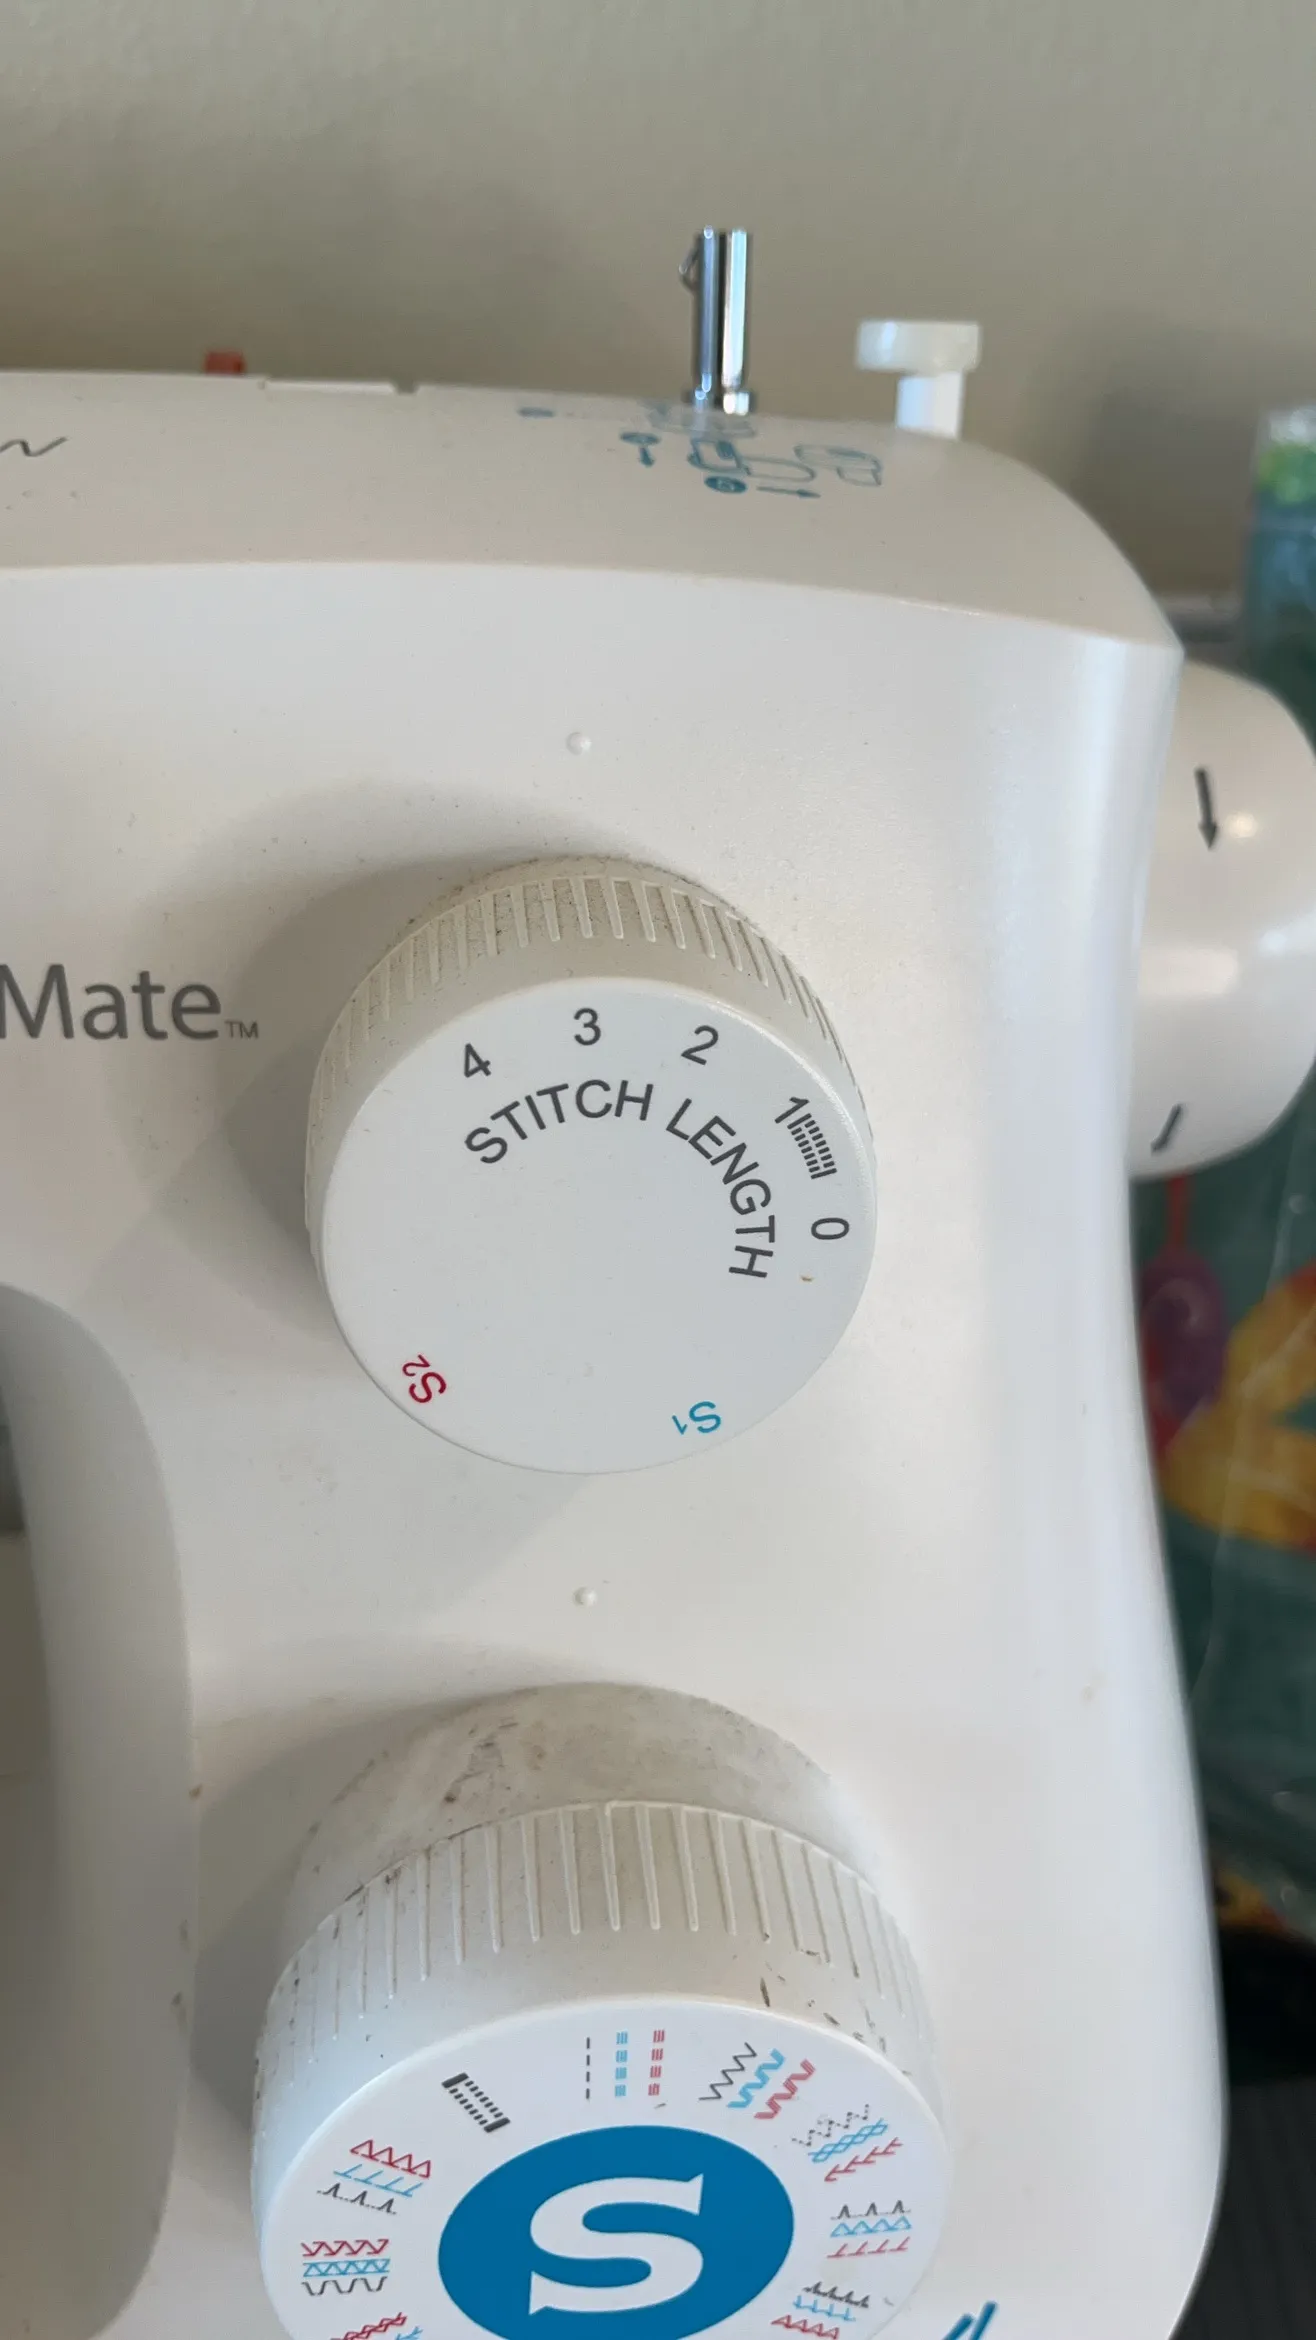 Mate™
4 3 2 1 0
STITCH LENGTH
S2 S1
S